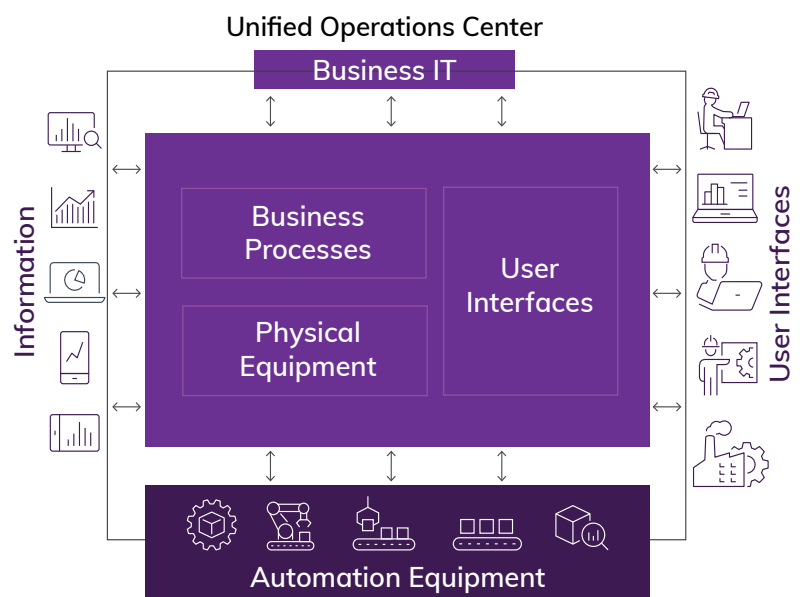 Unified Operations Center
Business IT
Information
Business
Processes
Physical
Equipment
User
Interfaces
User Interfaces
Automation Equipment